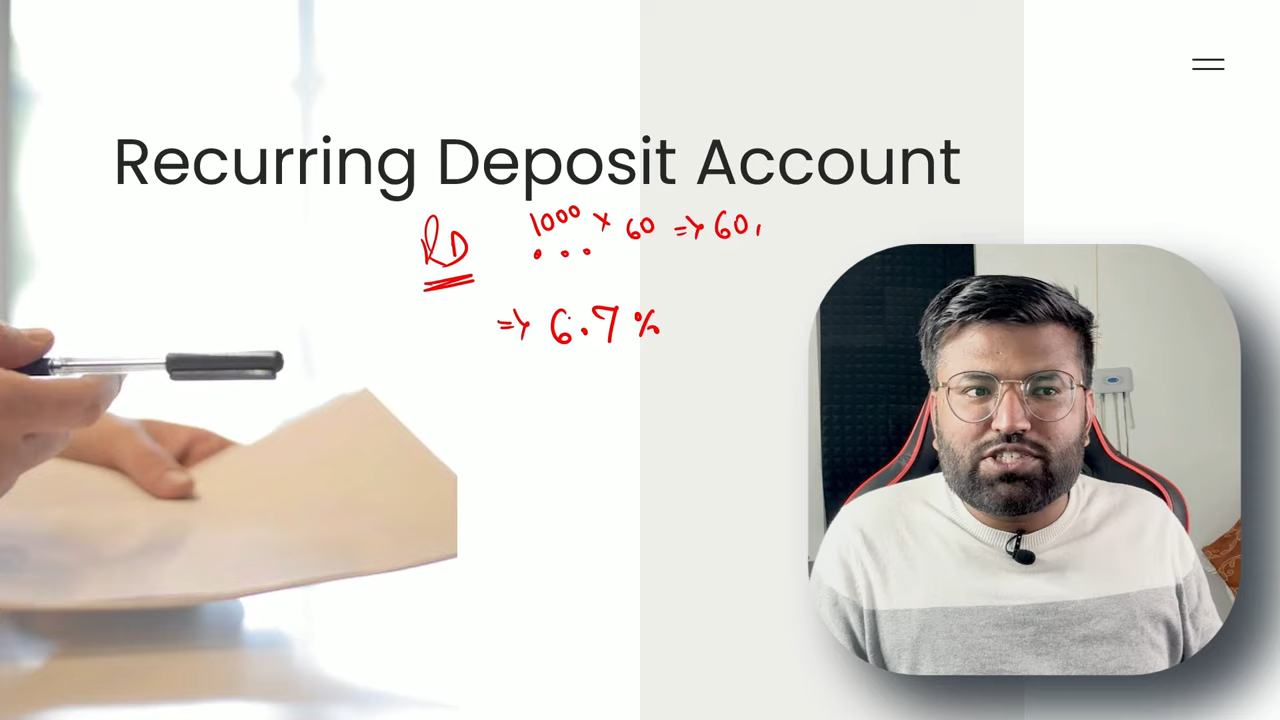 Recurring Deposit Account
RD 1000 x 60 => 60,
=> 6.7 %